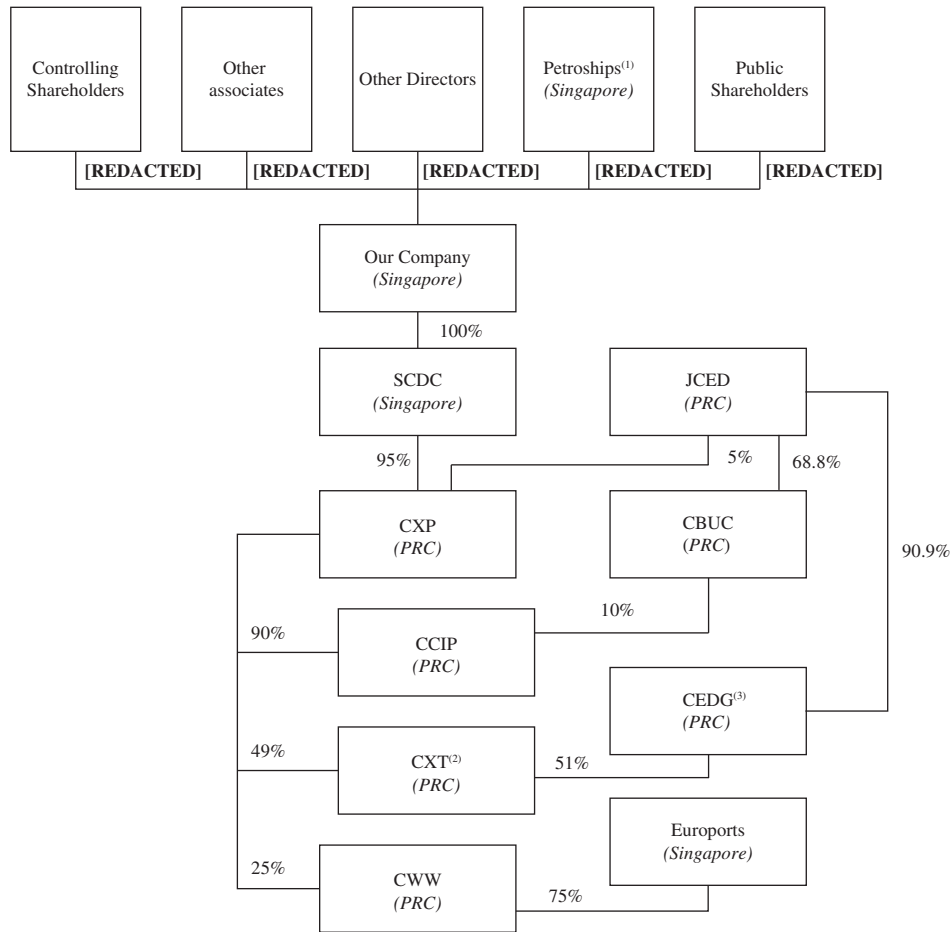 Controlling
Shareholders
Other
associates
Other Directors
Petroships(1)
(Singapore)
Public
Shareholders
[REDACTED]
[REDACTED]
[REDACTED]
[REDACTED]
[REDACTED]
Our Company
(Singapore)
100%
SCDC
(Singapore)
JCED
(PRC)
95%
5%
68.8%
CXP
(PRC)
CBUC
(PRC)
90.9%
10%
90%
CCIP
(PRC)
CEDG(3)
(PRC)
49%
CXT(2)
(PRC)
51%
Euroports
(Singapore)
25%
CWW
(PRC)
75%